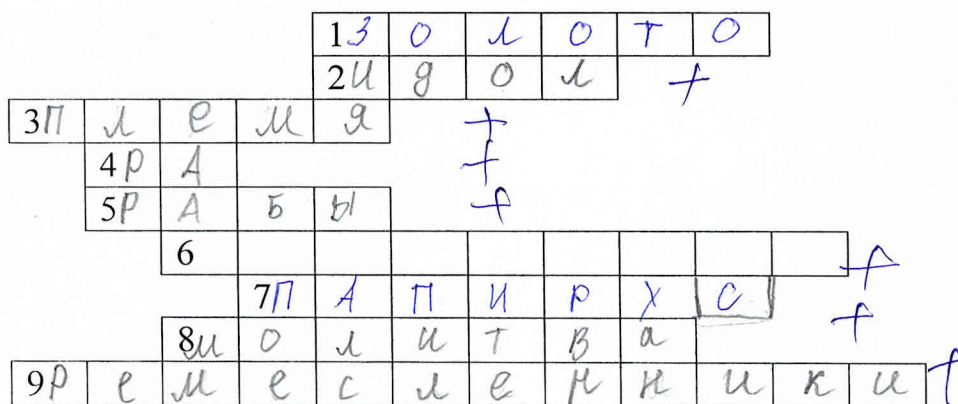 1З О Л О Т О
2И д о л +
3П л е м я +
4Р А +
5Р А Б Ы +
6 +
7П А П И Р Х С +
8м о л и т в а
9Р е м е с л е н н и к и +